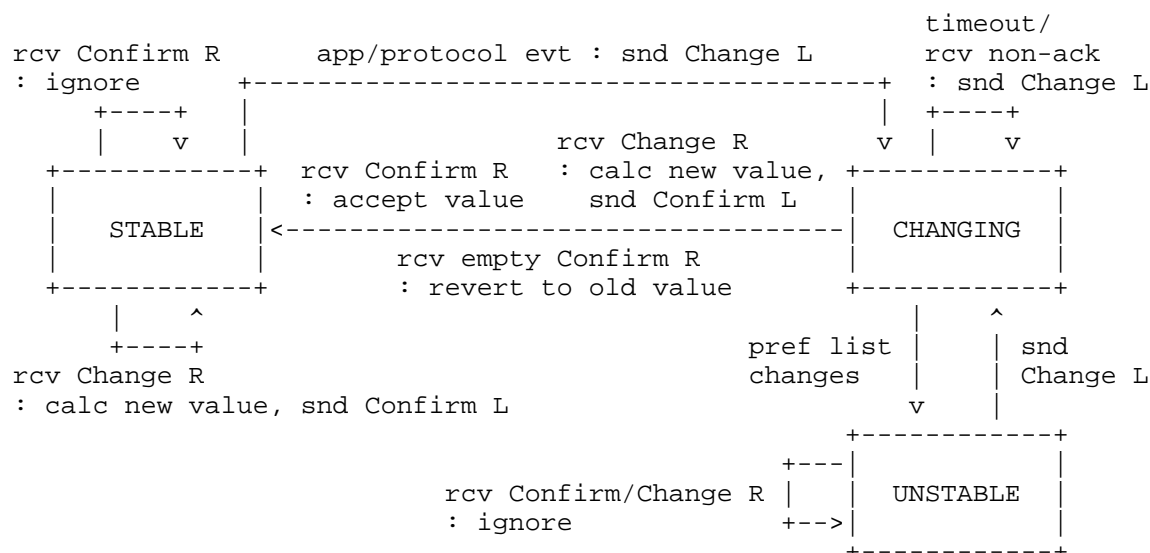 timeout/
rcv Confirm R app/protocol evt : snd Change L rcv non-ack
: ignore +----------------------------------------+ : snd Change L
+----+ | | +----+
| v | rcv Change R v | v
+------------+ rcv Confirm R : calc new value, +------------+
| | : accept value snd Confirm L | |
| STABLE |<-----------------------------------| CHANGING |
| | rcv empty Confirm R | |
+------------+ : revert to old value +------------+
| ^ | ^
+----+ pref list | | snd
rcv Change R changes | | Change L
: calc new value, snd Confirm L v |
+------------+
+---| |
rcv Confirm/Change R | | UNSTABLE |
: ignore +-->| |
+------------+